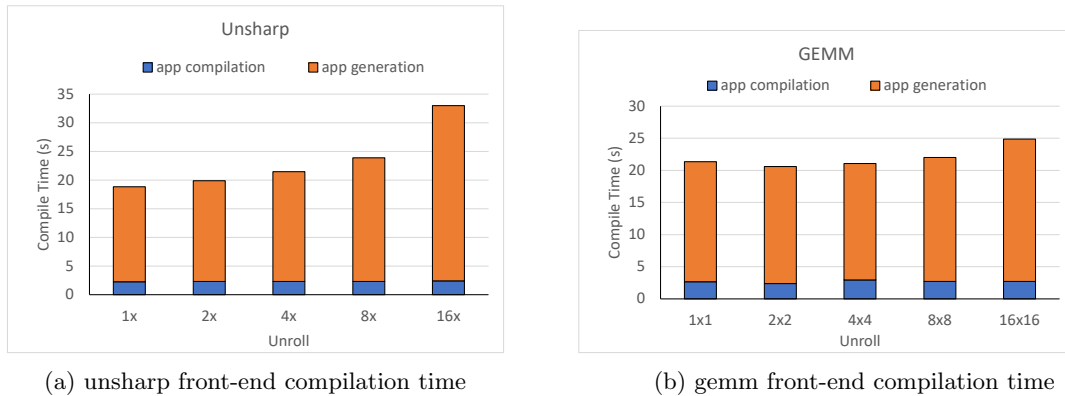 Unsharp
app compilation app generation
35
30
25
20
15
10
5
0
Compile Time (s)
1x 2x 4x 8x 16x
Unroll
(a) unsharp front-end compilation time
GEMM
app compilation app generation
30
25
20
15
10
5
0
Compile Time (s)
1x1 2x2 4x4 8x8 16x16
Unroll
(b) gemm front-end compilation time